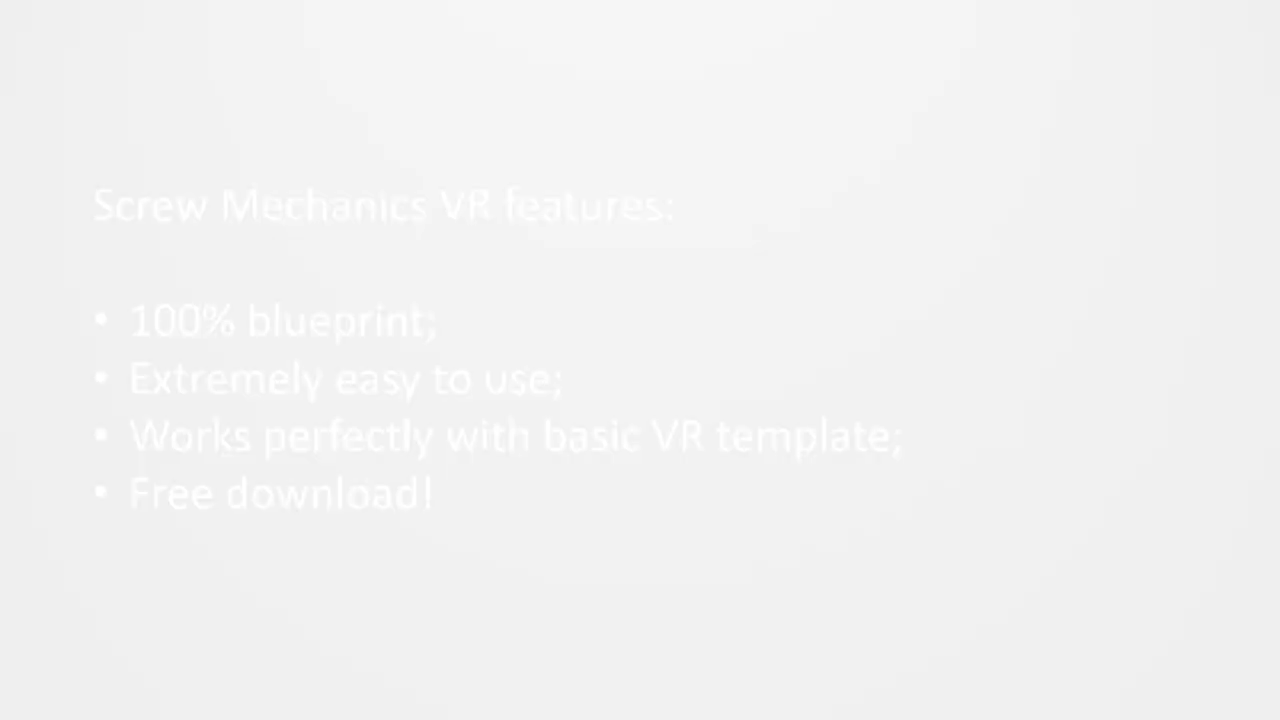 Screw Mechanics VR features:
• 100% blueprint;
• Extremely easy to use;
• Works perfectly with basic VR template;
• Free download!